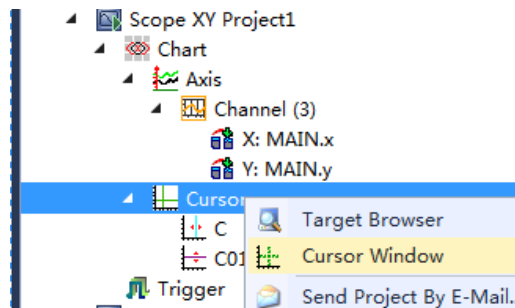 Scope XY Project1
Chart
Axis
Channel (3)
X: MAIN.x
Y: MAIN.y
Cursor
C
Target Browser
C01
Cursor Window
Trigger
Send Project By E-Mail.